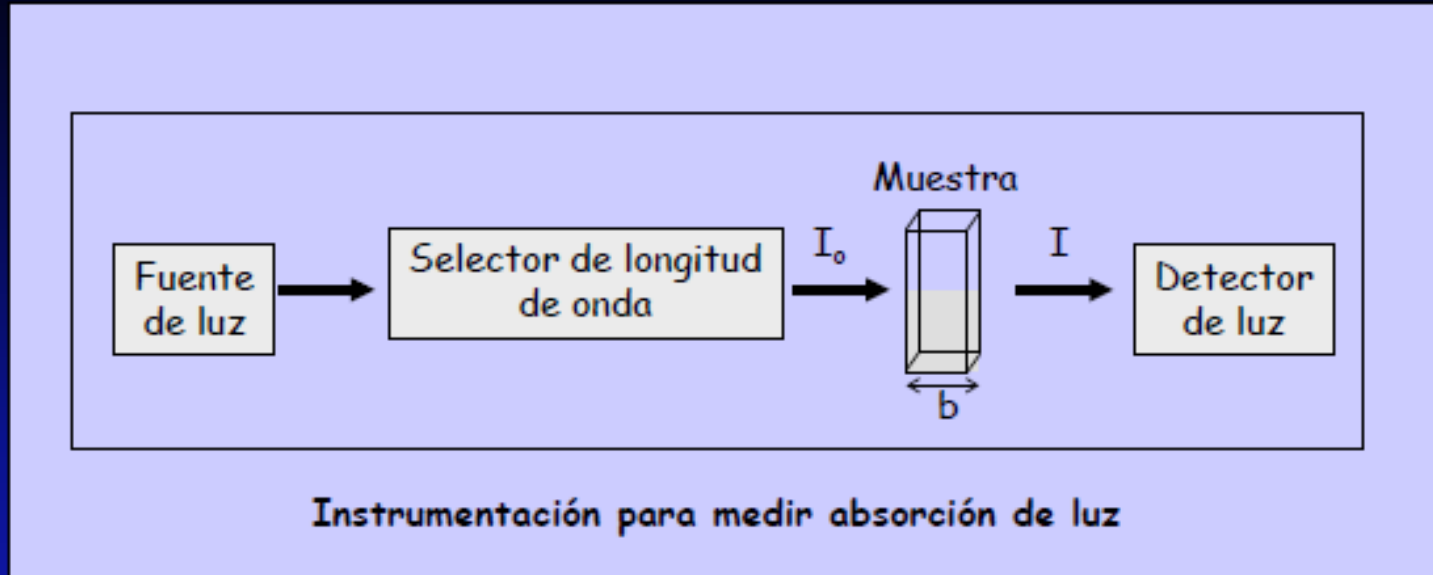 Muestra
Fuente
de luz
Selector de longitud
de onda
I₀
I
Detector
de luz
b
Instrumentación para medir absorción de luz